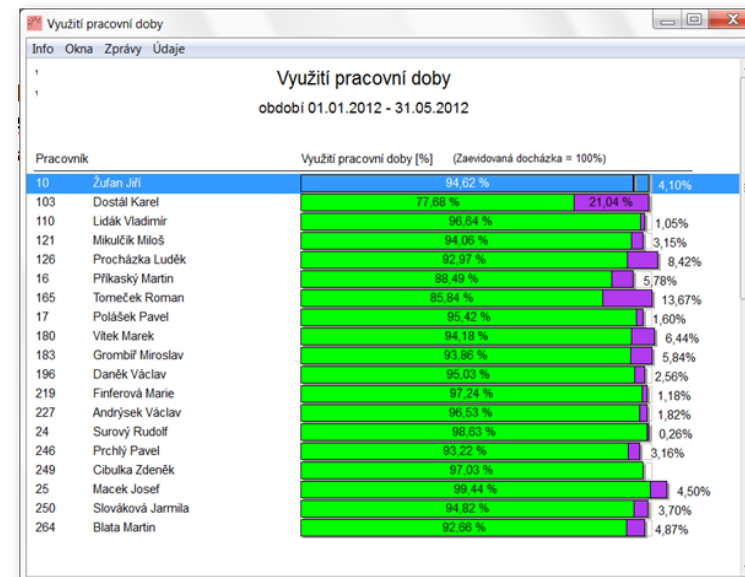 Využití pracovní doby
Info Okna Zprávy Údaje
Využití pracovní doby
období 01.01.2012 - 31.05.2012
Pracovník Využití pracovní doby [%] (Zaevidovaná docházka = 100%)
10 Žufan Jiří 94,62 % 4,10%
103 Dostál Karel 77,68 % 21,04 %
110 Lidák Vladimír 96,64 % 1,05%
121 Mikulčík Miloš 94,06 % 3,15%
126 Procházka Luděk 92,97 % 8,42%
16 Příkaský Martin 88,49 % 5,78%
165 Tomeček Roman 85,84 % 13,67%
17 Polášek Pavel 95,42 % 1,60%
180 Vítek Marek 94,18 % 6,44%
183 Grombíř Miroslav 93,86 % 5,84%
196 Daněk Václav 95,03 % 2,56%
219 Finferová Marie 97,24 % 1,18%
227 Andrýsek Václav 96,53 % 1,82%
24 Surový Rudolf 98,63 % 0,26%
246 Prchlý Pavel 93,22 % 3,16%
249 Cibulka Zdeněk 97,03 %
25 Macek Josef 99,44 % 4,50%
250 Slováková Jarmila 94,82 % 3,70%
264 Blata Martin 92,66 % 4,87%